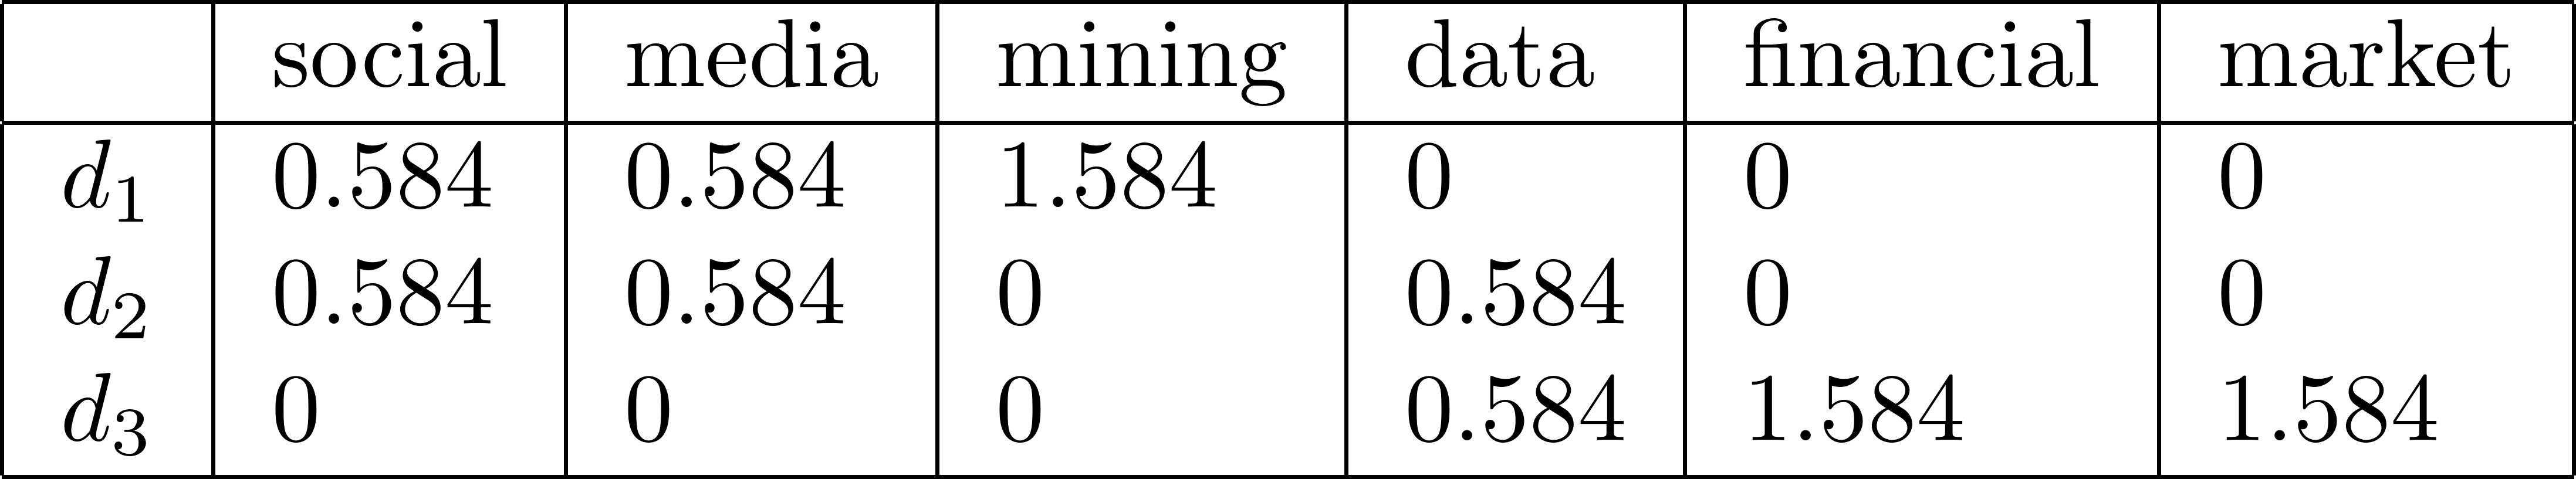 social media mining data financial market
d1 0.584 0.584 1.584 0 0 0
d2 0.584 0.584 0 0.584 0 0
d3 0 0 0 0.584 1.584 1.584